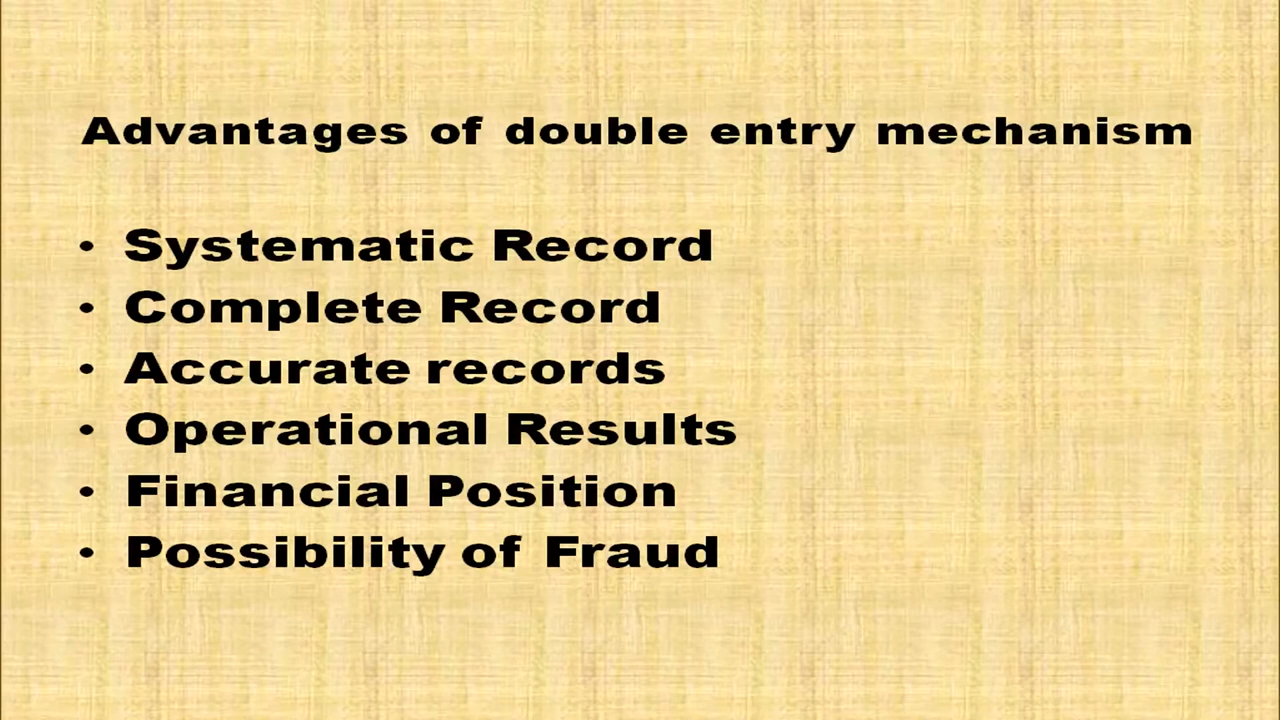 Advantages of double entry mechanism
• Systematic Record
• Complete Record
• Accurate records
• Operational Results
• Financial Position
• Possibility of Fraud